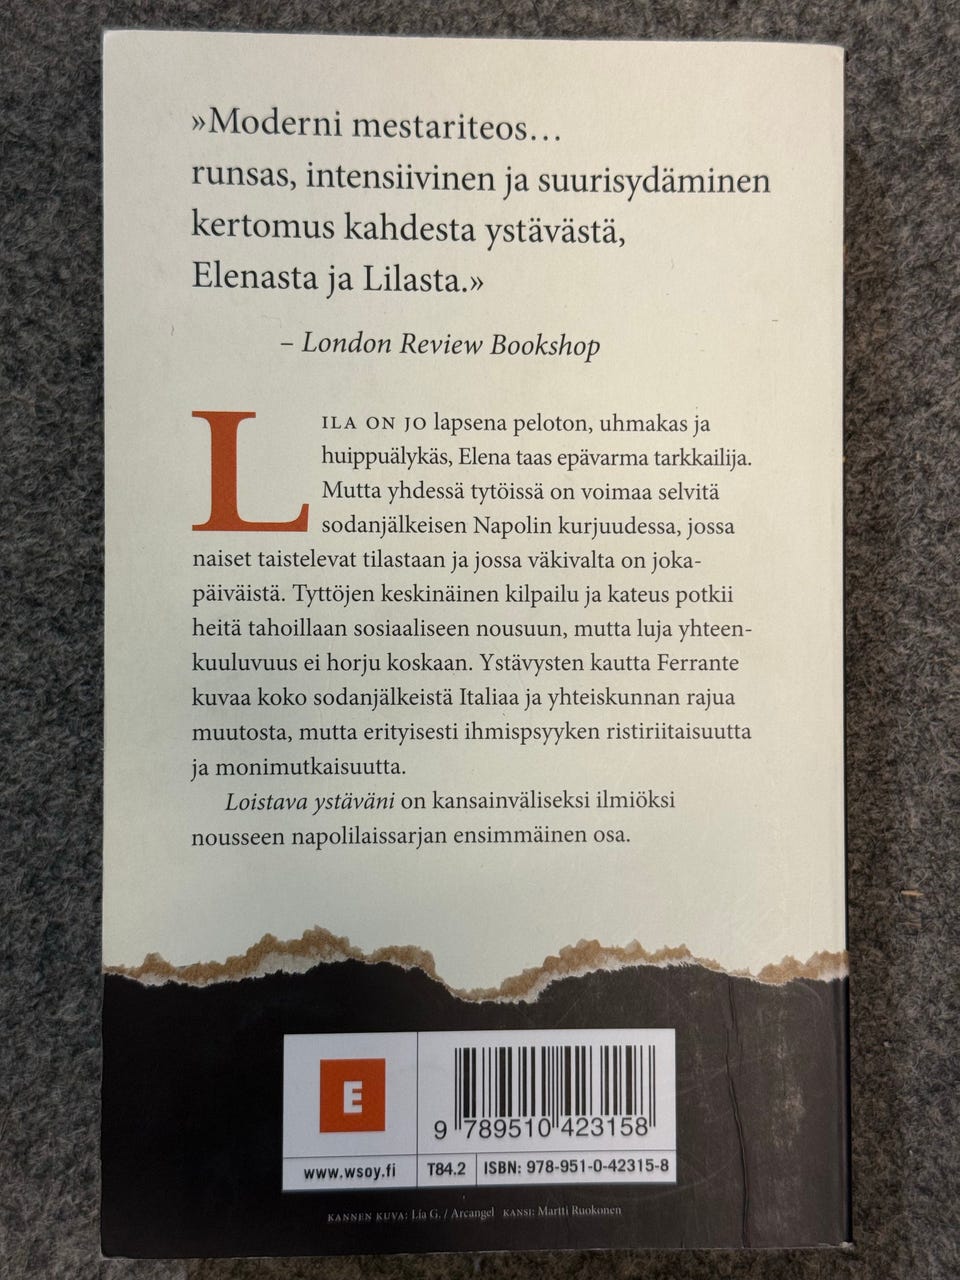 »Moderni mestariteos…
runsas, intensiivinen ja suurisydäminen
kertomus kahdesta ystävästä,
Elenasta ja Lilasta.»
– London Review Bookshop
LILA ON JO lapsena peloton, uhmakas ja
huippuälykäs, Elena taas epävarma tarkkailija.
Mutta yhdessä tytöissä on voimaa selvitä
sodanjälkeisen Napolin kurjuudessa, jossa
naiset taistelevat tilastaan ja jossa väkivalta on joka-
päiväistä. Tyttöjen keskinäinen kilpailu ja kateus potkii
heitä tahoillaan sosiaaliseen nousuun, mutta luja yhteen-
kuuluvuus ei horju koskaan. Ystävysten kautta Ferrante
kuvaa koko sodanjälkeistä Italiaa ja yhteiskunnan rajua
muutosta, mutta erityisesti ihmispsyyken ristiriitaisuutta
ja monimutkaisuutta.
Loistava ystäväni on kansainväliseksi ilmiöksi
nousseen napolilaissarjan ensimmäinen osa.
E
9 789510 423158
www.wsoy.fi T84.2 ISBN: 978-951-0-42315-8
KANNEN KUVA: Lía G. / Arcangel KANSI: Martti Ruokonen